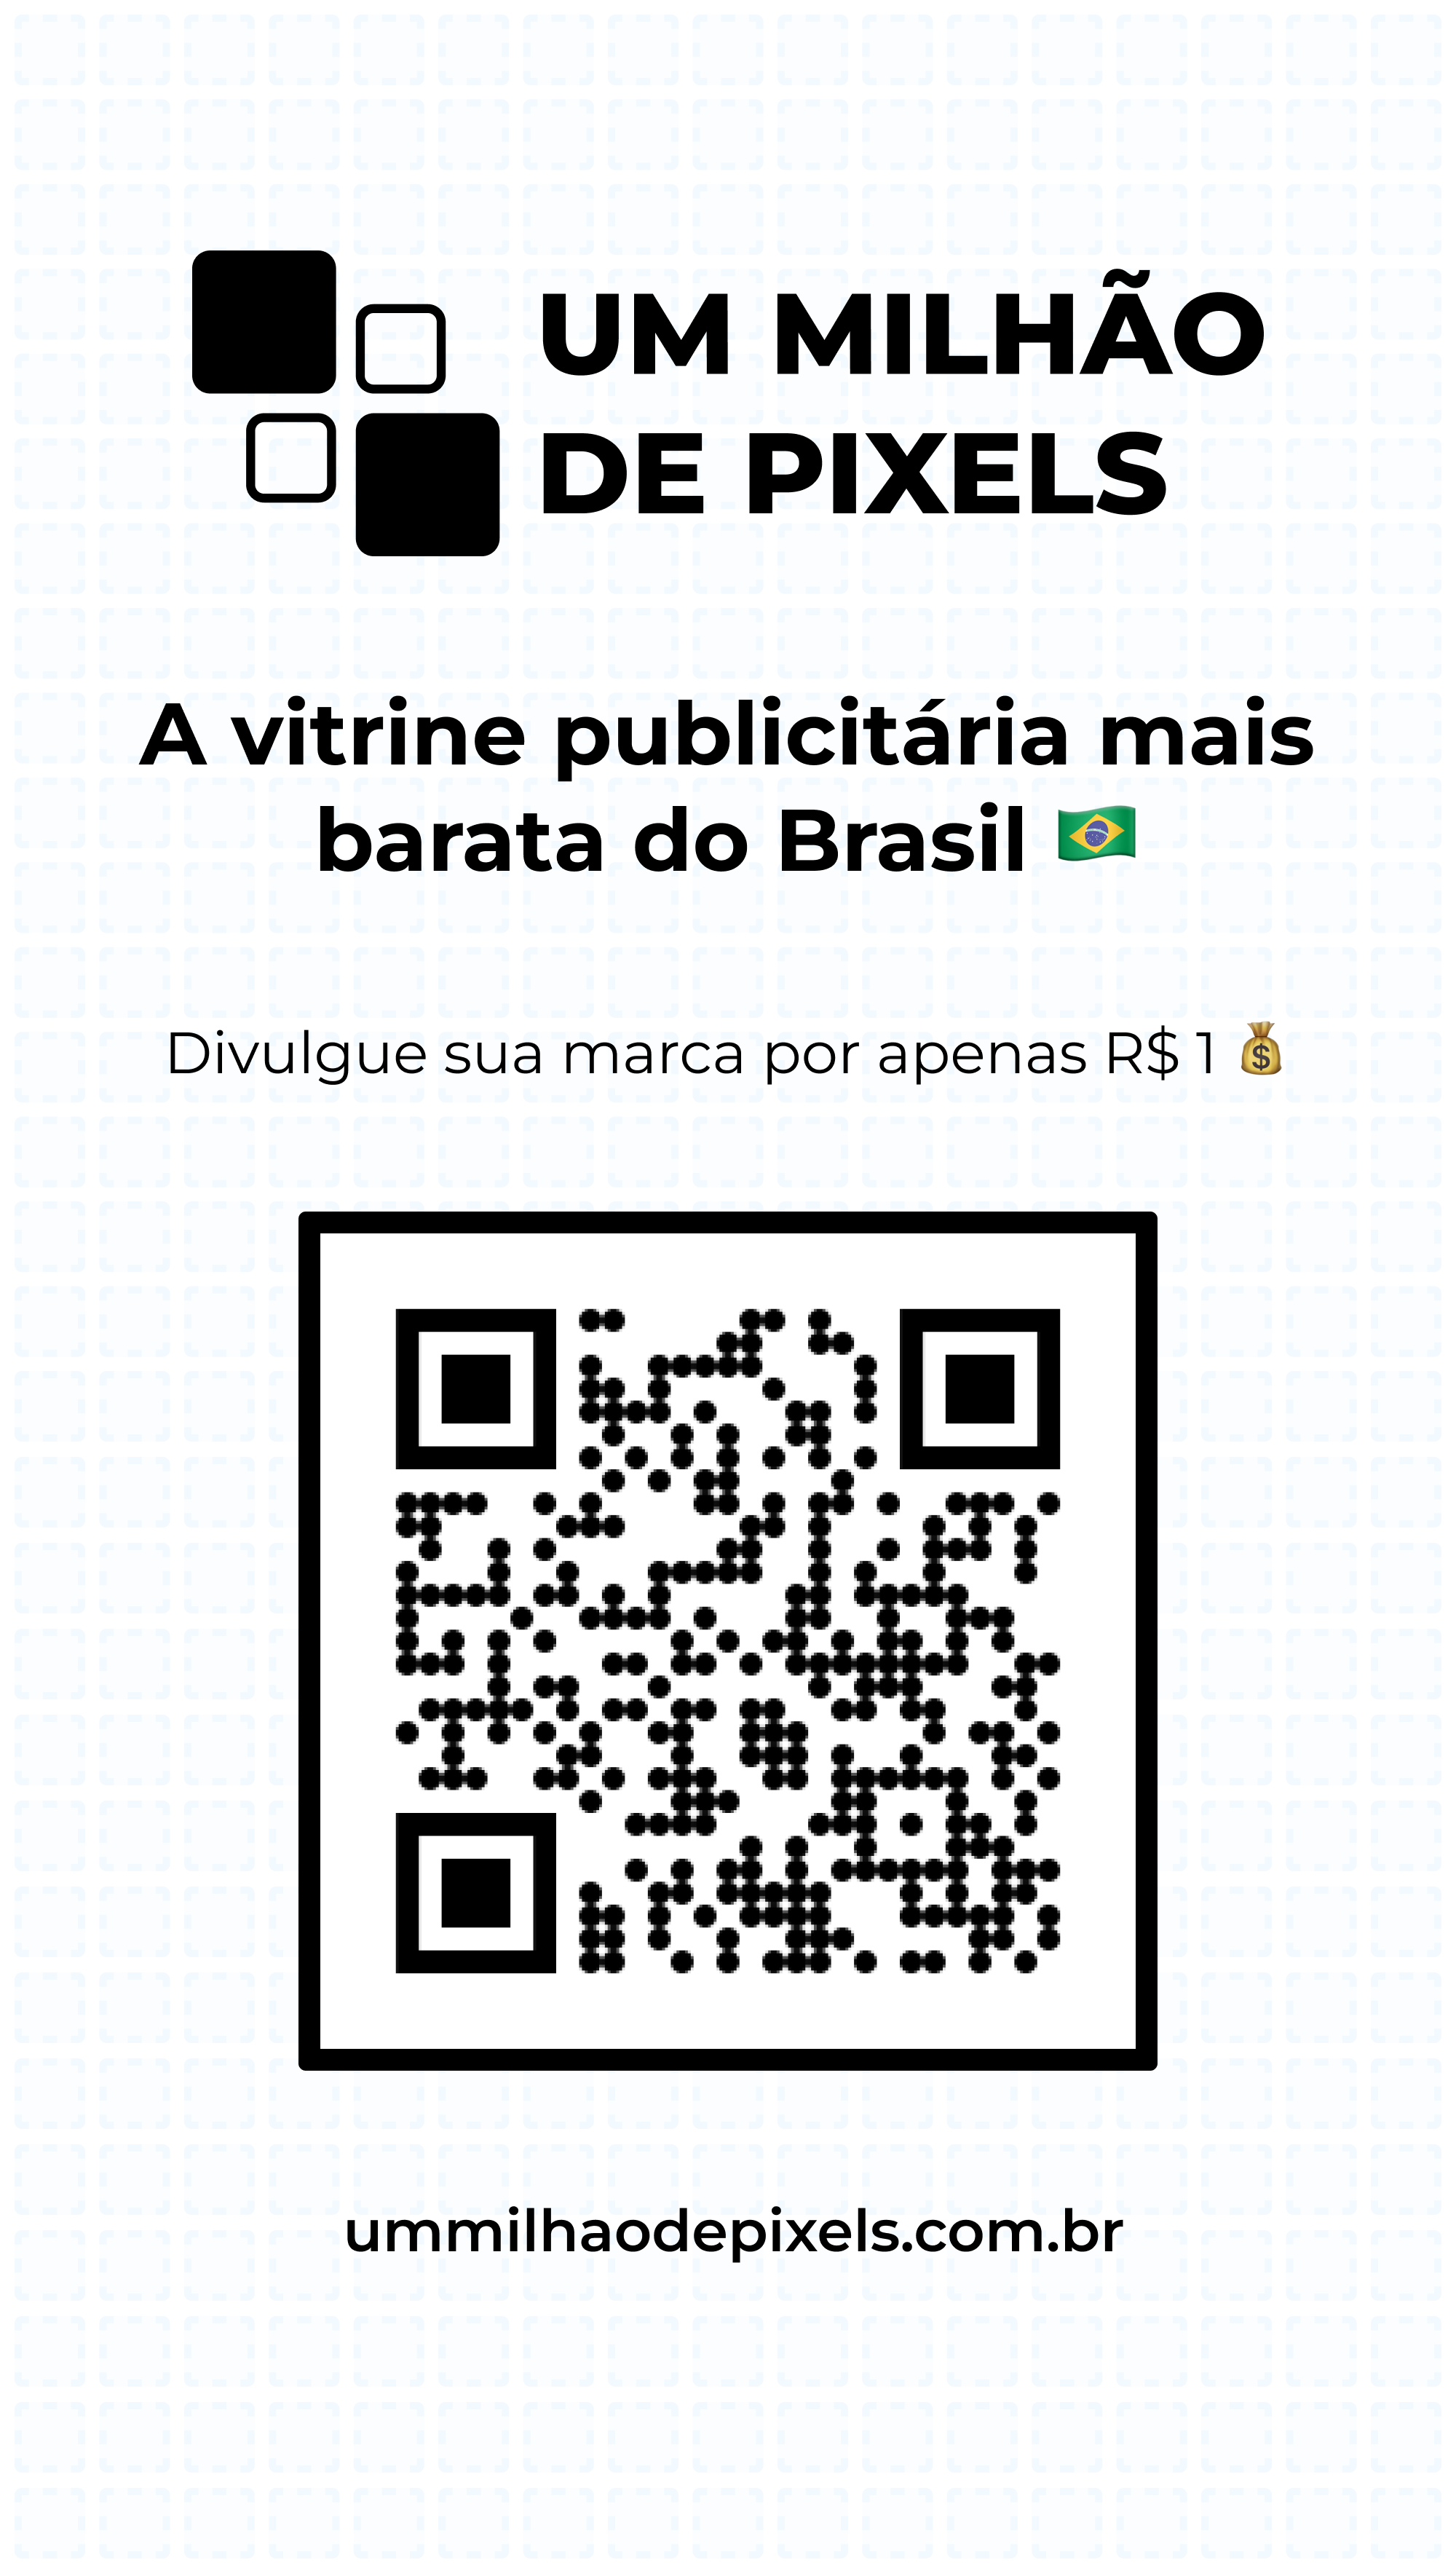 UM MILHÃO
DE PIXELS
A vitrine publicitária mais
barata do Brasil 🇧🇷
Divulgue sua marca por apenas R$ 1 💰
ummilhaodepixels.com.br